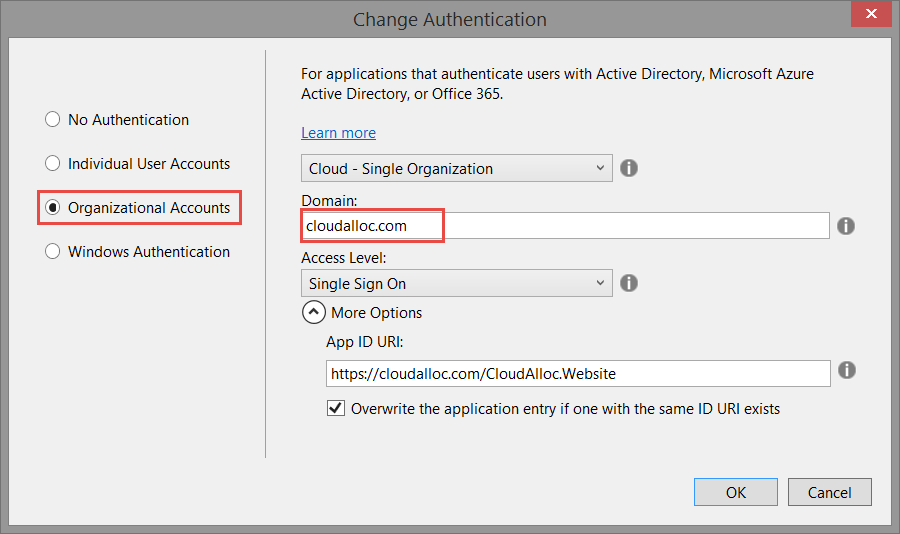 Change Authentication
No Authentication
Individual User Accounts
Organizational Accounts
Windows Authentication
For applications that authenticate users with Active Directory, Microsoft Azure
Active Directory, or Office 365.
Learn more
Cloud - Single Organization
Domain:
cloudalloc.com
Access Level:
Single Sign On
More Options
App ID URI:
https://cloudalloc.com/CloudAlloc.Website
Overwrite the application entry if one with the same ID URI exists
OK
Cancel